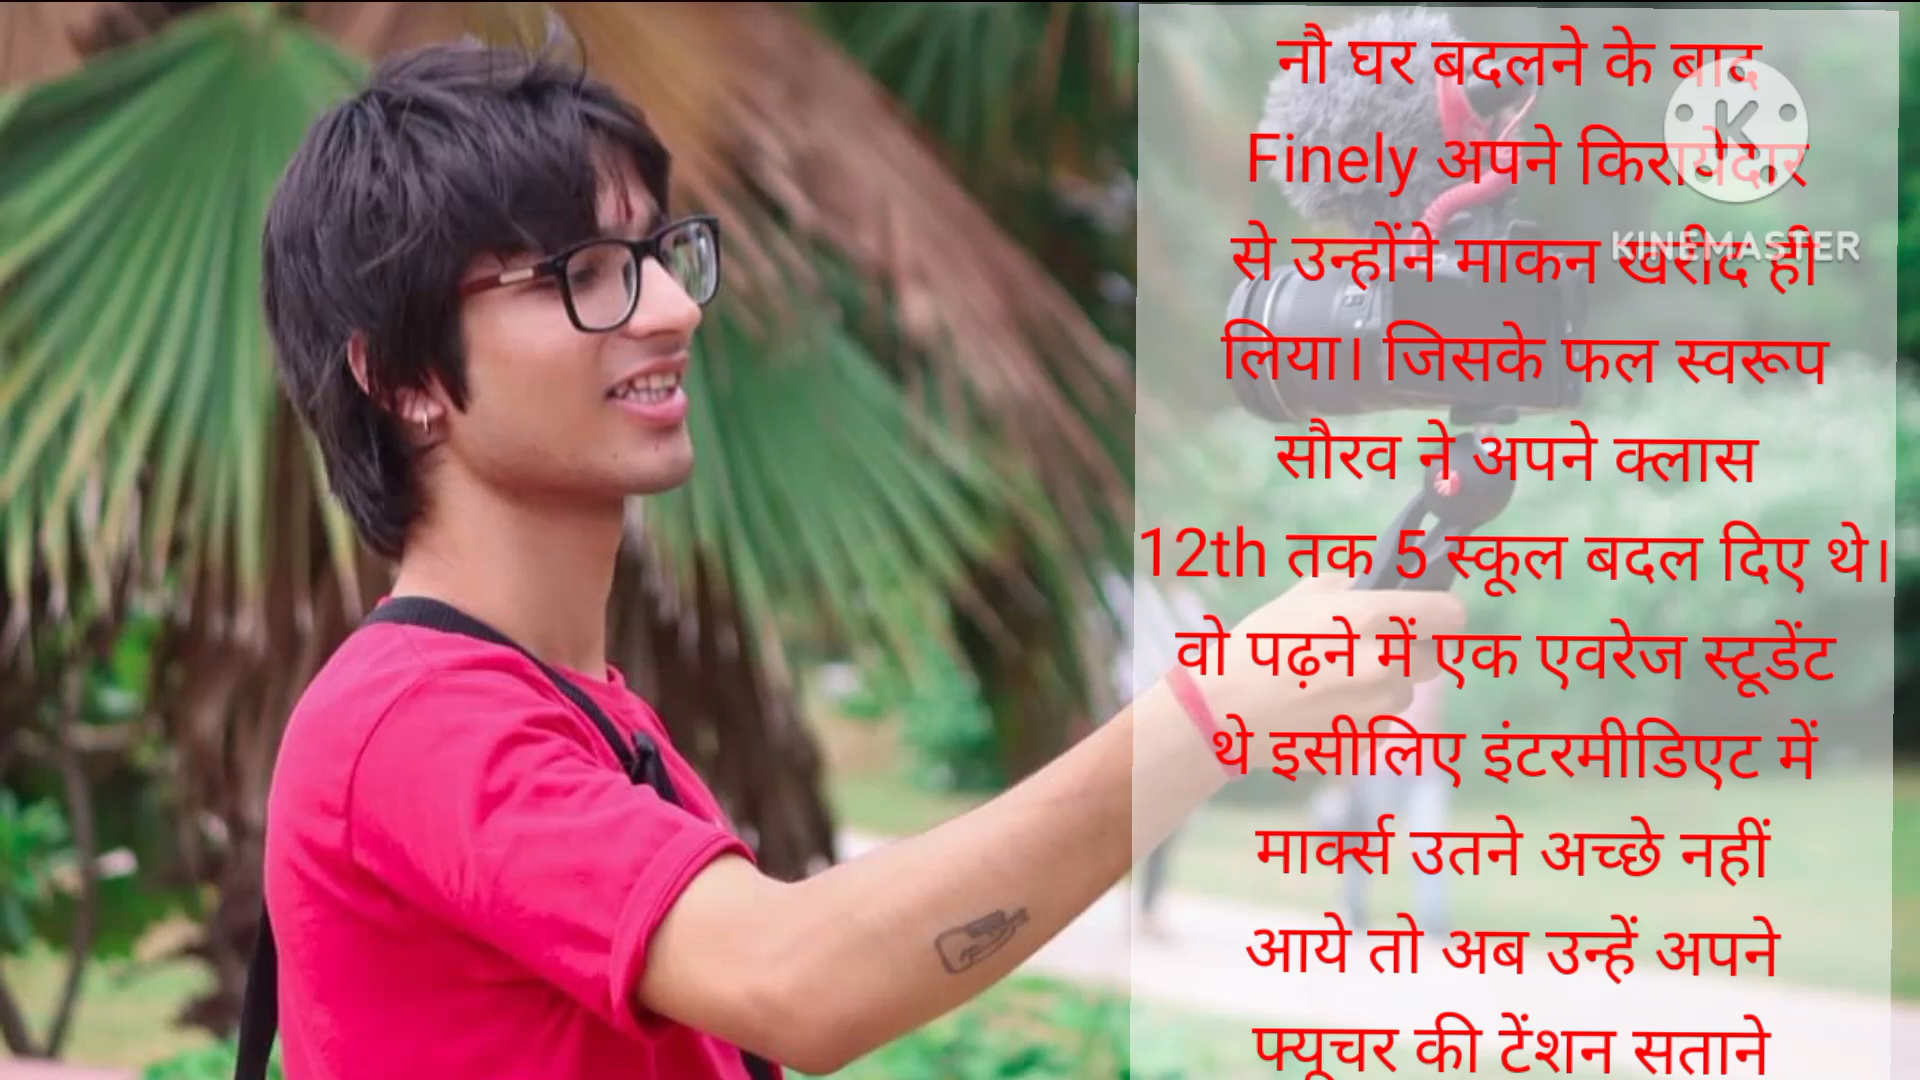 नौ घर बदलने के बाद
Finely अपने किरायेदार
से उन्होंने माकन खरीद ही
लिया। जिसके फल स्वरूप
सौरव ने अपने क्लास
12th तक 5 स्कूल बदल दिए थे।
वो पढ़ने में एक एवरेज स्टूडेंट
थे इसीलिए इंटरमीडिएट में
मार्क्स उतने अच्छे नहीं
आये तो अब उन्हें अपने
फ्यूचर की टेंशन सताने
K
KINEMASTER